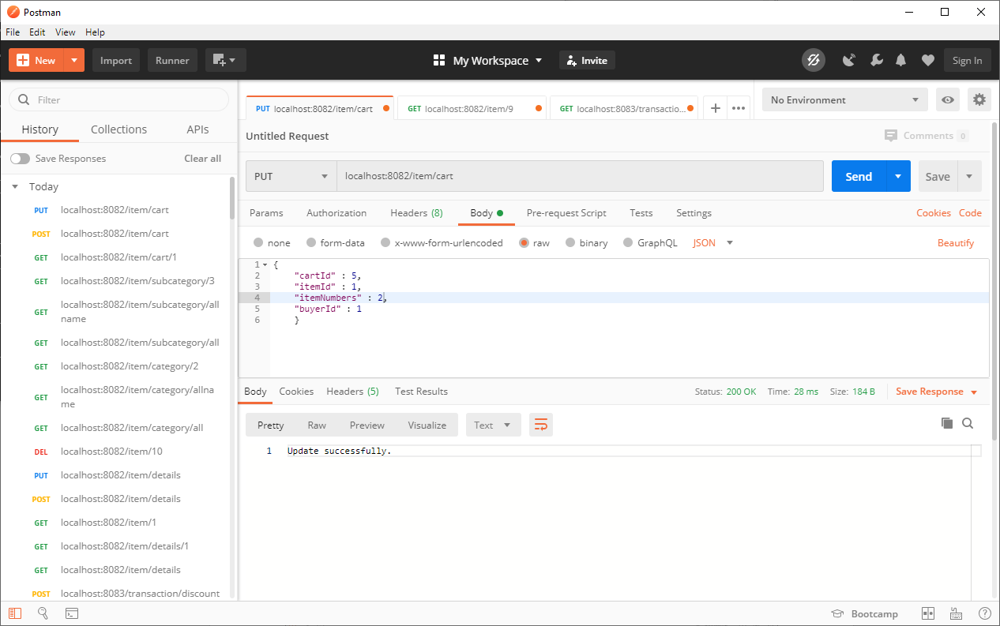 Postman
File Edit View Help
New Import Runner My Workspace Invite Sign In
Filter
History Collections APIs
Save Responses Clear all
Today
PUT localhost:8082/item/cart
POST localhost:8082/item/cart
GET localhost:8082/item/cart/1
GET localhost:8082/item/subcategory/3
GET localhost:8082/item/subcategory/all
name
GET localhost:8082/item/subcategory/all
GET localhost:8082/item/category/2
GET localhost:8082/item/category/allna
me
GET localhost:8082/item/category/all
DEL localhost:8082/item/10
PUT localhost:8082/item/details
POST localhost:8082/item/details
GET localhost:8082/item/1
GET localhost:8082/item/details/1
GET localhost:8082/item/details
POST localhost:8083/transaction/discount
PUT localhost:8082/item/cart GET localhost:8082/item/9 GET localhost:8083/transactio... + ••• No Environment
Untitled Request Comments 0
PUT localhost:8082/item/cart Send Save
Params Authorization Headers (8) Body Pre-request Script Tests Settings Cookies Code
none form-data x-www-form-urlencoded raw binary GraphQL JSON Beautify
1 {
2 "cartId" : 5,
3 "itemId" : 1,
4 "itemNumbers" : 2,
5 "buyerId" : 1
6 }
Body Cookies Headers (5) Test Results Status: 200 OK Time: 28 ms Size: 184 B Save Response
Pretty Raw Preview Visualize Text
1 Update successfully.
Bootcamp